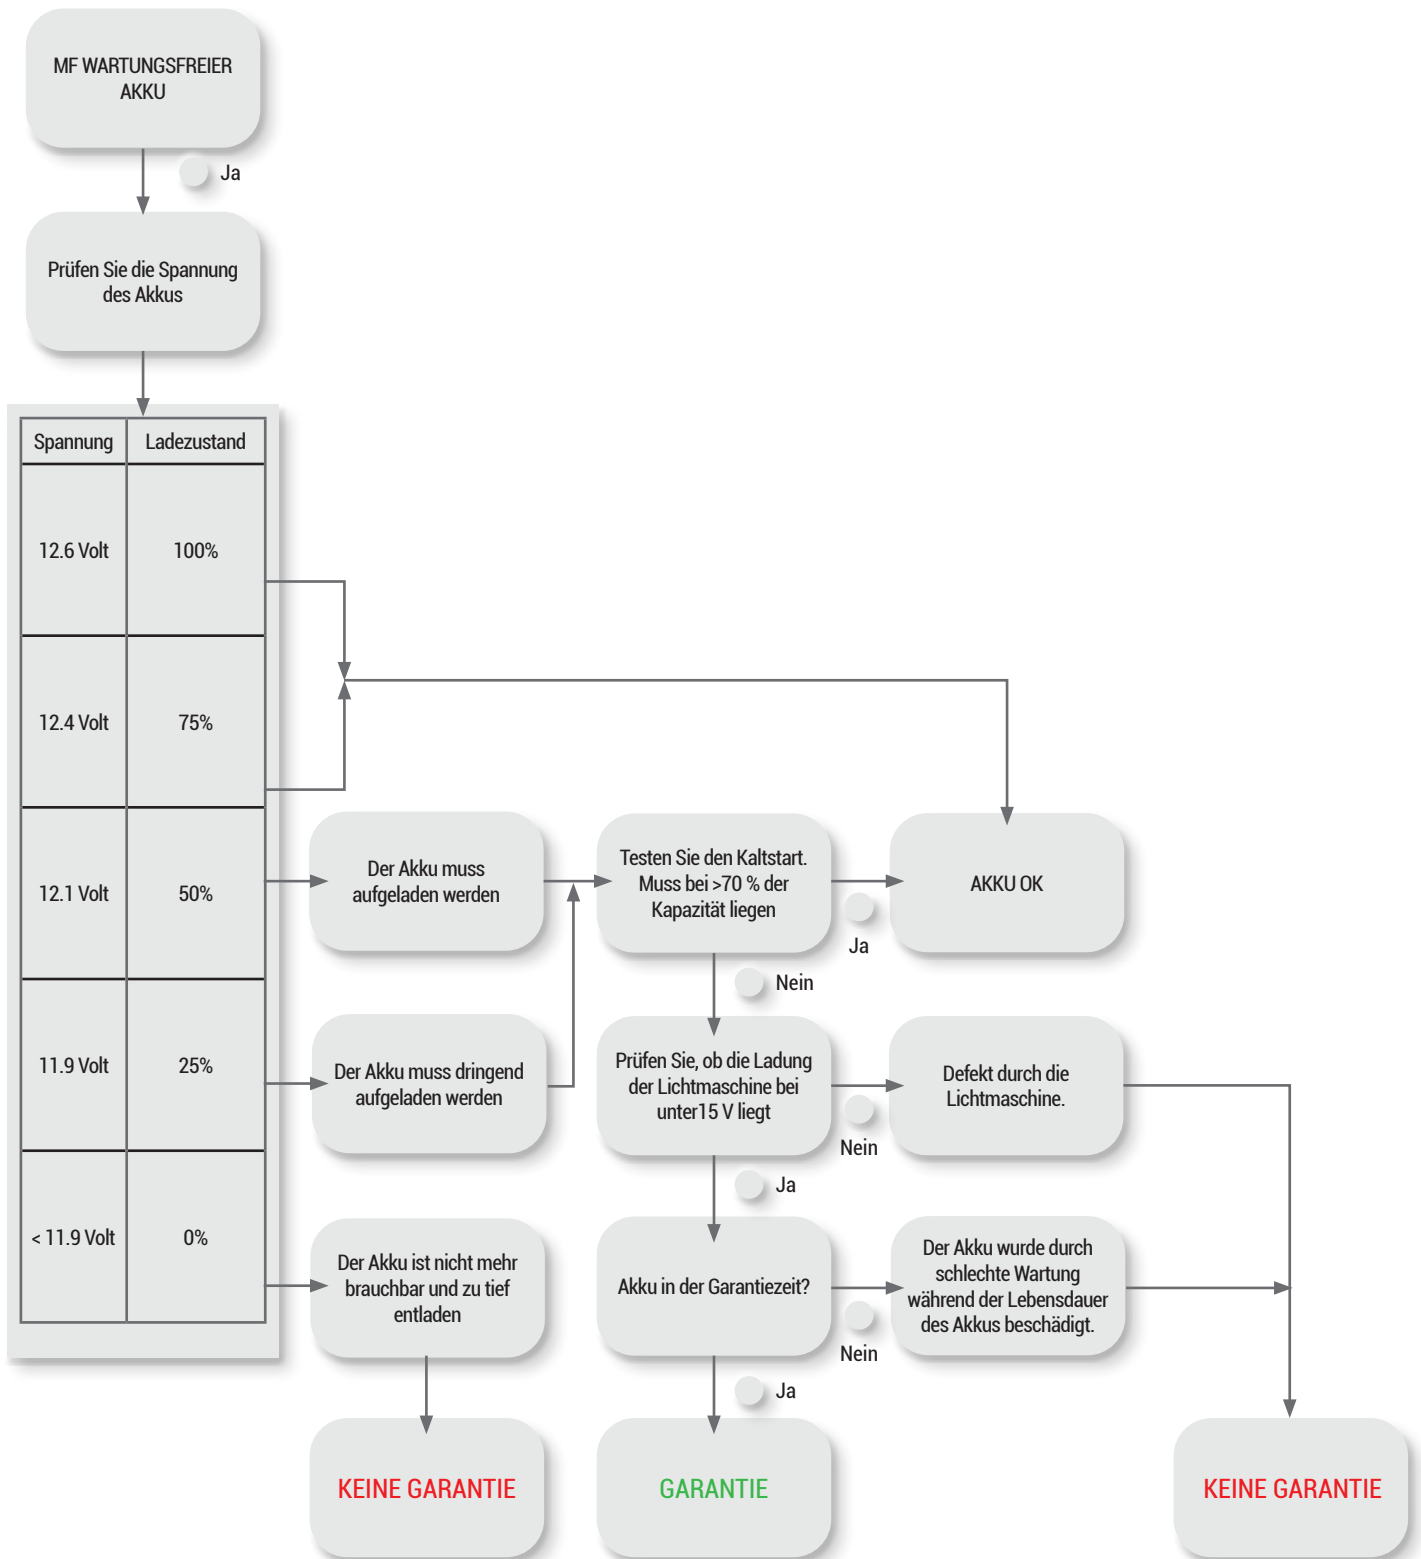 MF WARTUNGSFREIER
AKKU
Ja
Prüfen Sie die Spannung
des Akkus
Spannung Ladezustand
12.6 Volt 100%
12.4 Volt 75%
12.1 Volt 50%
11.9 Volt 25%
< 11.9 Volt 0%
Der Akku muss
aufgeladen werden
Testen Sie den Kaltstart.
Muss bei >70 % der
Kapazität liegen
Ja
AKKU OK
Nein
Der Akku muss dringend
aufgeladen werden
Prüfen Sie, ob die Ladung
der Lichtmaschine bei
unter15 V liegt
Nein
Defekt durch die
Lichtmaschine.
Ja
Der Akku ist nicht mehr
brauchbar und zu tief
entladen
Akku in der Garantiezeit?
Nein
Der Akku wurde durch
schlechte Wartung
während der Lebensdauer
des Akkus beschädigt.
Ja
KEINE GARANTIE
GARANTIE
KEINE GARANTIE